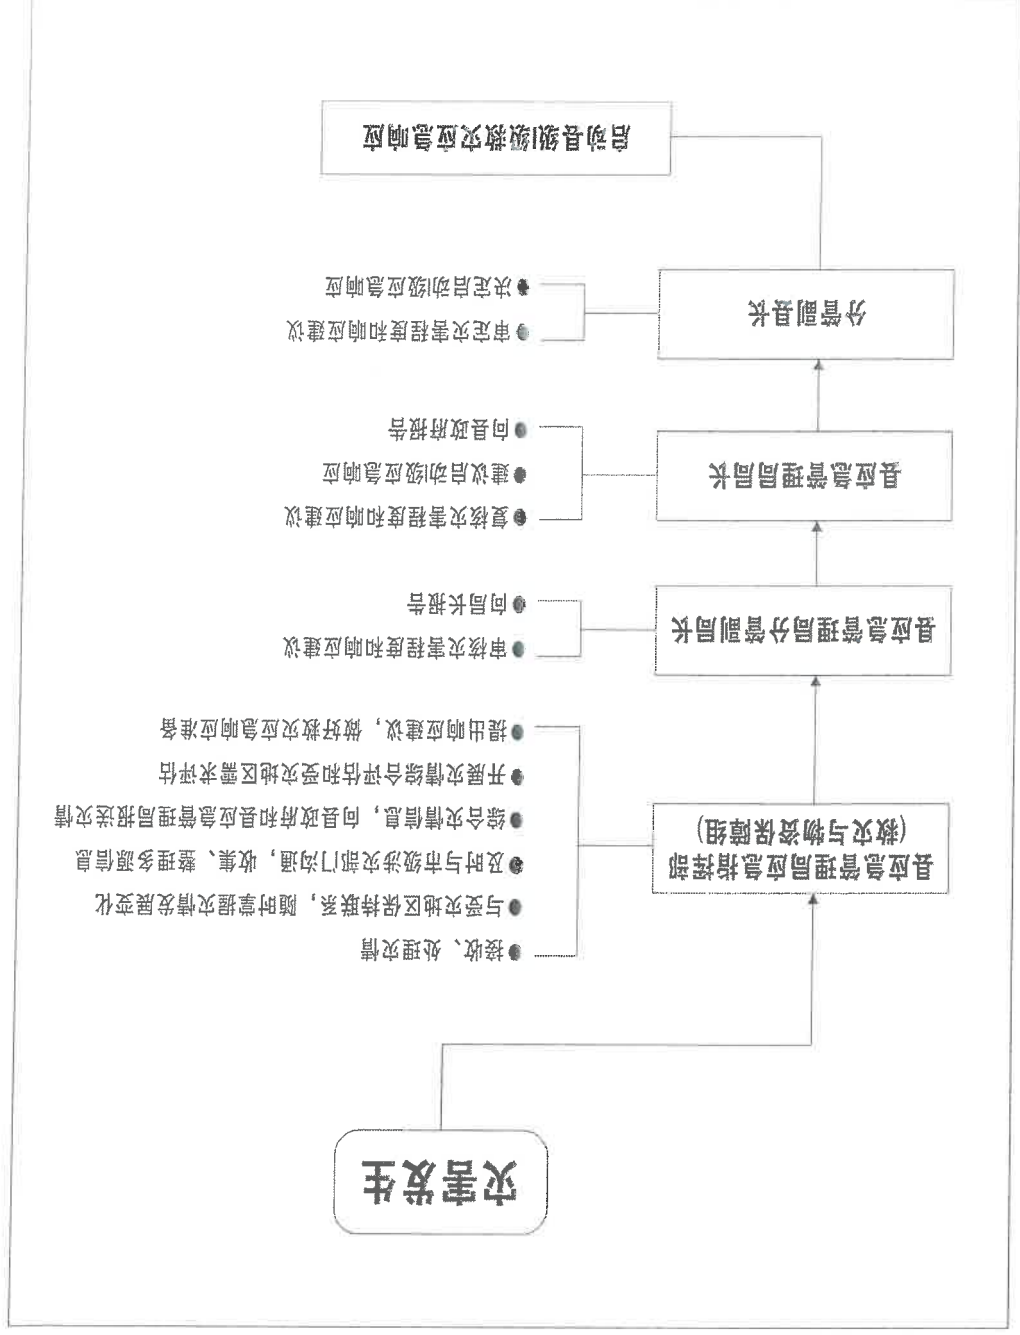 灾害发生
县应急管理局应急指挥部
(救灾与物资保障组)
接收、处理灾情
与受灾地区保持联系，随时掌握灾情发展变化
及时与市级涉灾部门沟通，收集、整理多源信息
综合灾情信息，向县政府和县应急管理局报送灾情
开展灾情综合评估和受灾地区需求评估
提出响应建议，做好救灾应急响应准备
县应急管理局分管副局长
审核灾害程度和响应建议
向局长报告
县应急管理局局长
复核灾害程度和响应建议
建议启动I级应急响应
向县政府报告
分管副县长
审定灾害程度和响应建议
决定启动I级应急响应
启动县级I级救灾应急响应